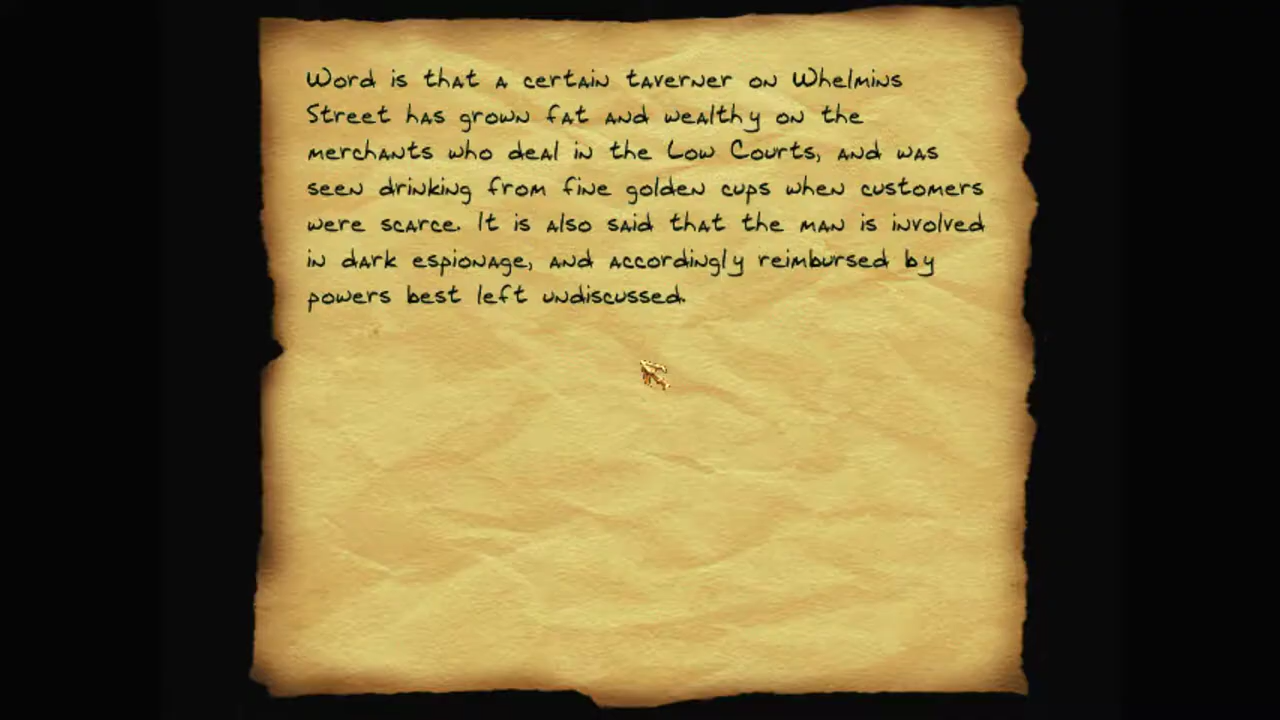 Word is that a certain taverner on Whelmins
Street has grown fat and wealthy on the
merchants who deal in the Low Courts, and was
seen drinking from fine golden cups when customers
were scarce. It is also said that the man is involved
in dark espionage, and accordingly reimbursed by
powers best left undiscussed.